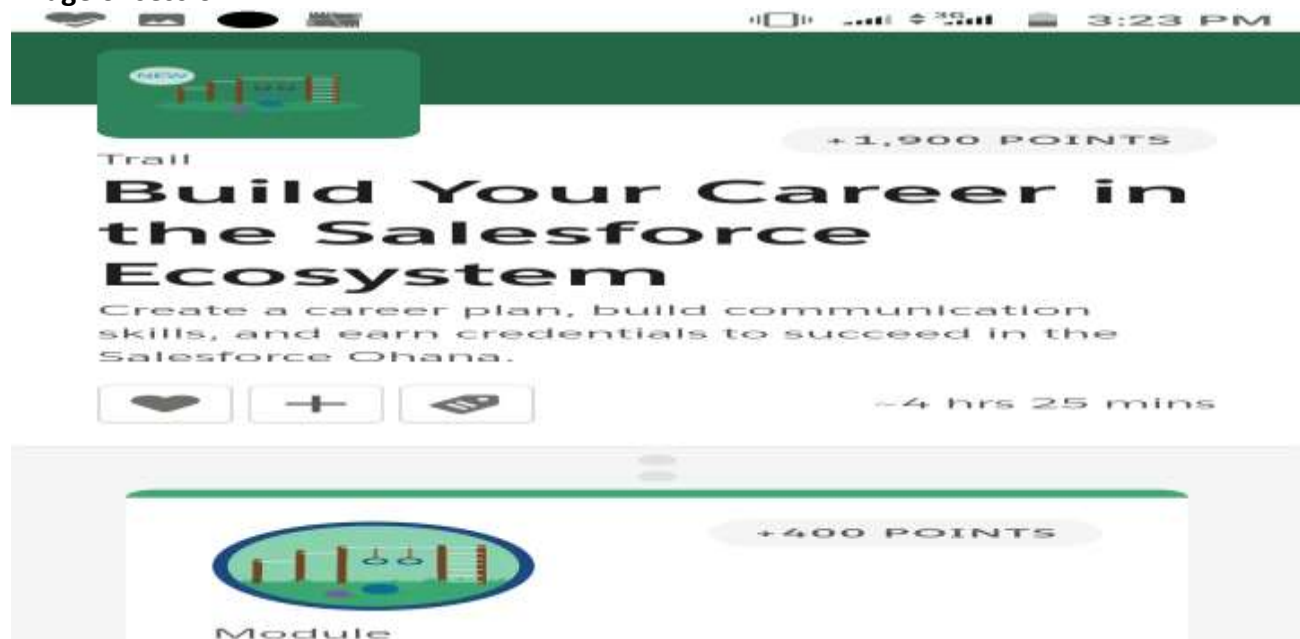 3G 3:23 PM
NEW
+1,900 POINTS
Trail
Build Your Career in
the Salesforce
Ecosystem
Create a career plan, build communication
skills, and earn credentials to succeed in the
Salesforce Ohana.
~4 hrs 25 mins
+400 POINTS
Module